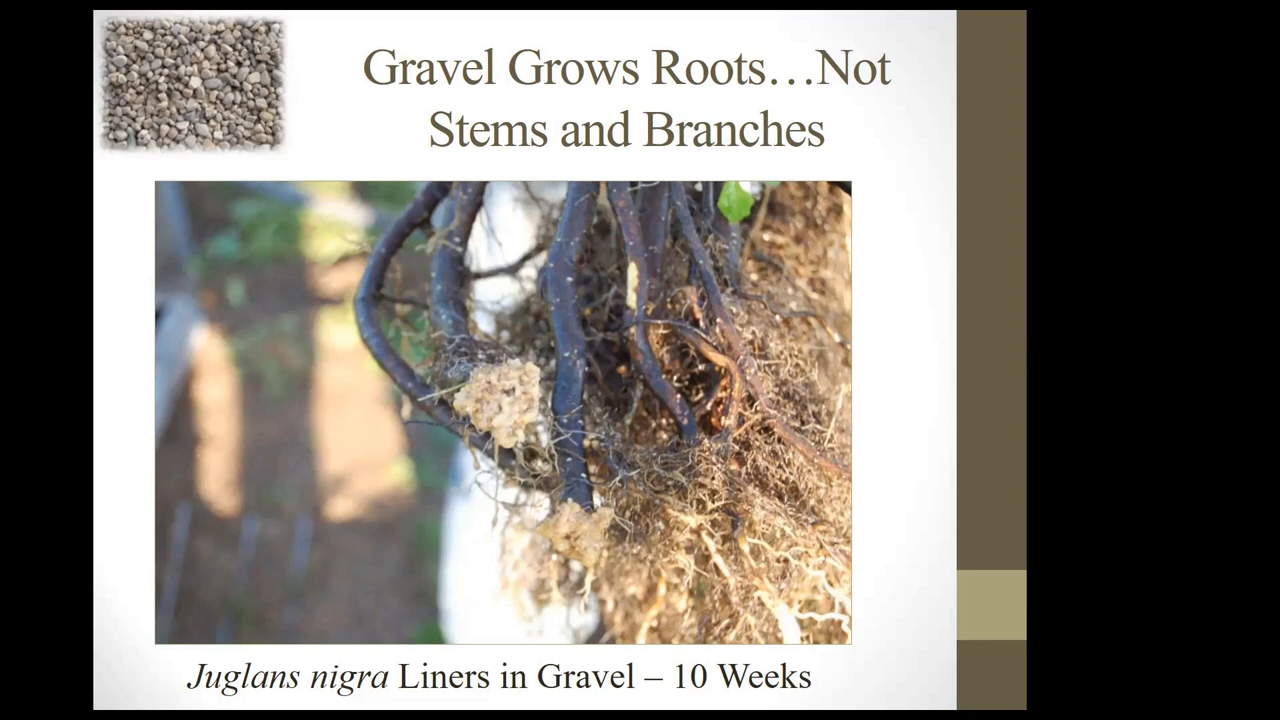 Gravel Grows Roots…Not
Stems and Branches
Juglans nigra Liners in Gravel – 10 Weeks